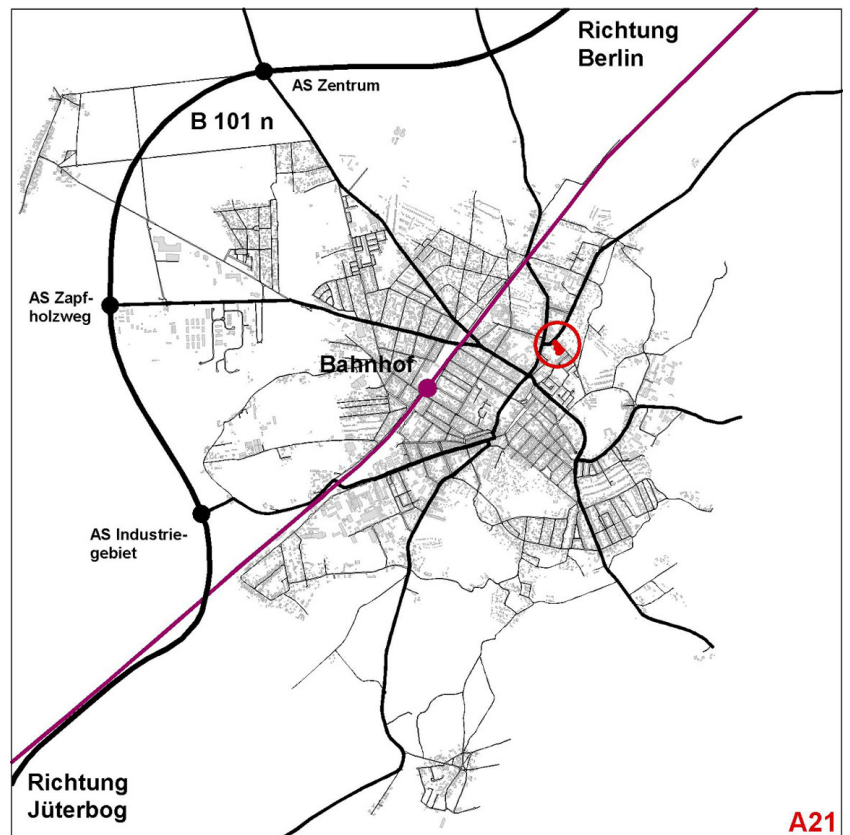 Richtung
Berlin
AS Zentrum
B 101 n
AS Zapf-
holzweg
Bahnhof
AS Industrie-
gebiet
Richtung
Jüterbog
A21